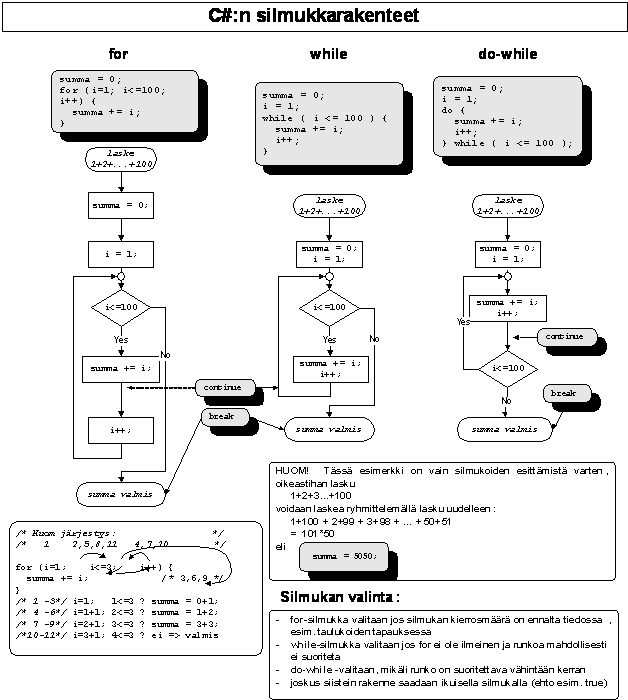 C#:n silmukkarakenteet
for
summa = 0;
for (i=1; i<=100;
i++) {
summa += i;
}
laske
1+2+...+100
summa = 0;
i = 1;
i<=100
Yes
No
summa += i;
i++;
summa valmis
while
summa = 0;
i = 1;
while ( i <= 100 ) {
summa += i;
i++;
}
laske
1+2+...+100
summa = 0;
i = 1;
i<=100
Yes
No
summa += i;
i++;
continue
break
summa valmis
do-while
summa = 0;
i = 1;
do {
summa += i;
i++;
} while ( i <= 100 );
laske
1+2+...+100
summa = 0;
i = 1;
summa += i;
i++;
Yes
continue
i<=100
No
break
summa valmis
HUOM! Tässä esimerkki on vain silmukoiden esittämistä varten,
oikeastihan lasku
1+2+3...+100
voidaan laskea ryhmittelemällä lasku uudelleen:
1+100 + 2+99 + 3+98 + ... + 50+51
= 101*50
eli
summa = 5050;
/* Huom järjestys: */
/* 1 2,5,8,11 4,7,10 */
for (i=1; i<=3; i++) {
summa += i; /* 3,6,9 */
}
/* 1 -3*/ i=1; 1<=3 ? summa = 0+1;
/* 4 -6*/ i=1+1; 2<=3 ? summa = 1+2;
/* 7 -9*/ i=2+1; 3<=3 ? summa = 3+3;
/*10-11*/ i=3+1; 4<=3 ? ei => valmis
Silmukan valinta:
- for-silmukka valitaan jos silmukan kierrosmäärä on ennalta tiedossa ,
esim. taulukoiden tapauksessa
- while-silmukka valitaan jos for ei ole ilmeinen ja runkoa mahdollisesti
ei suoriteta
- do-while -valitaan, mikäli runko on suoritettava vähintään kerran
- joskus siistein rakenne saadaan ikuisella silmukalla (ehto esim. true)